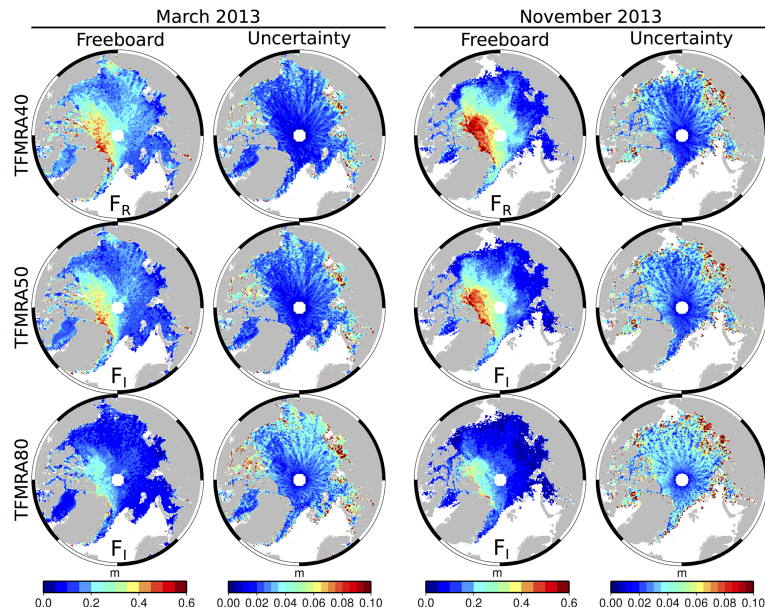 March 2013 November 2013
Freeboard Uncertainty Freeboard Uncertainty
TFMRA40
F_R F_R
TFMRA50
F_I F_I
TFMRA80
F_I F_I
m m
0.0 0.2 0.4 0.6 0.00 0.02 0.04 0.06 0.08 0.10 0.0 0.2 0.4 0.6 0.00 0.02 0.04 0.06 0.08 0.10